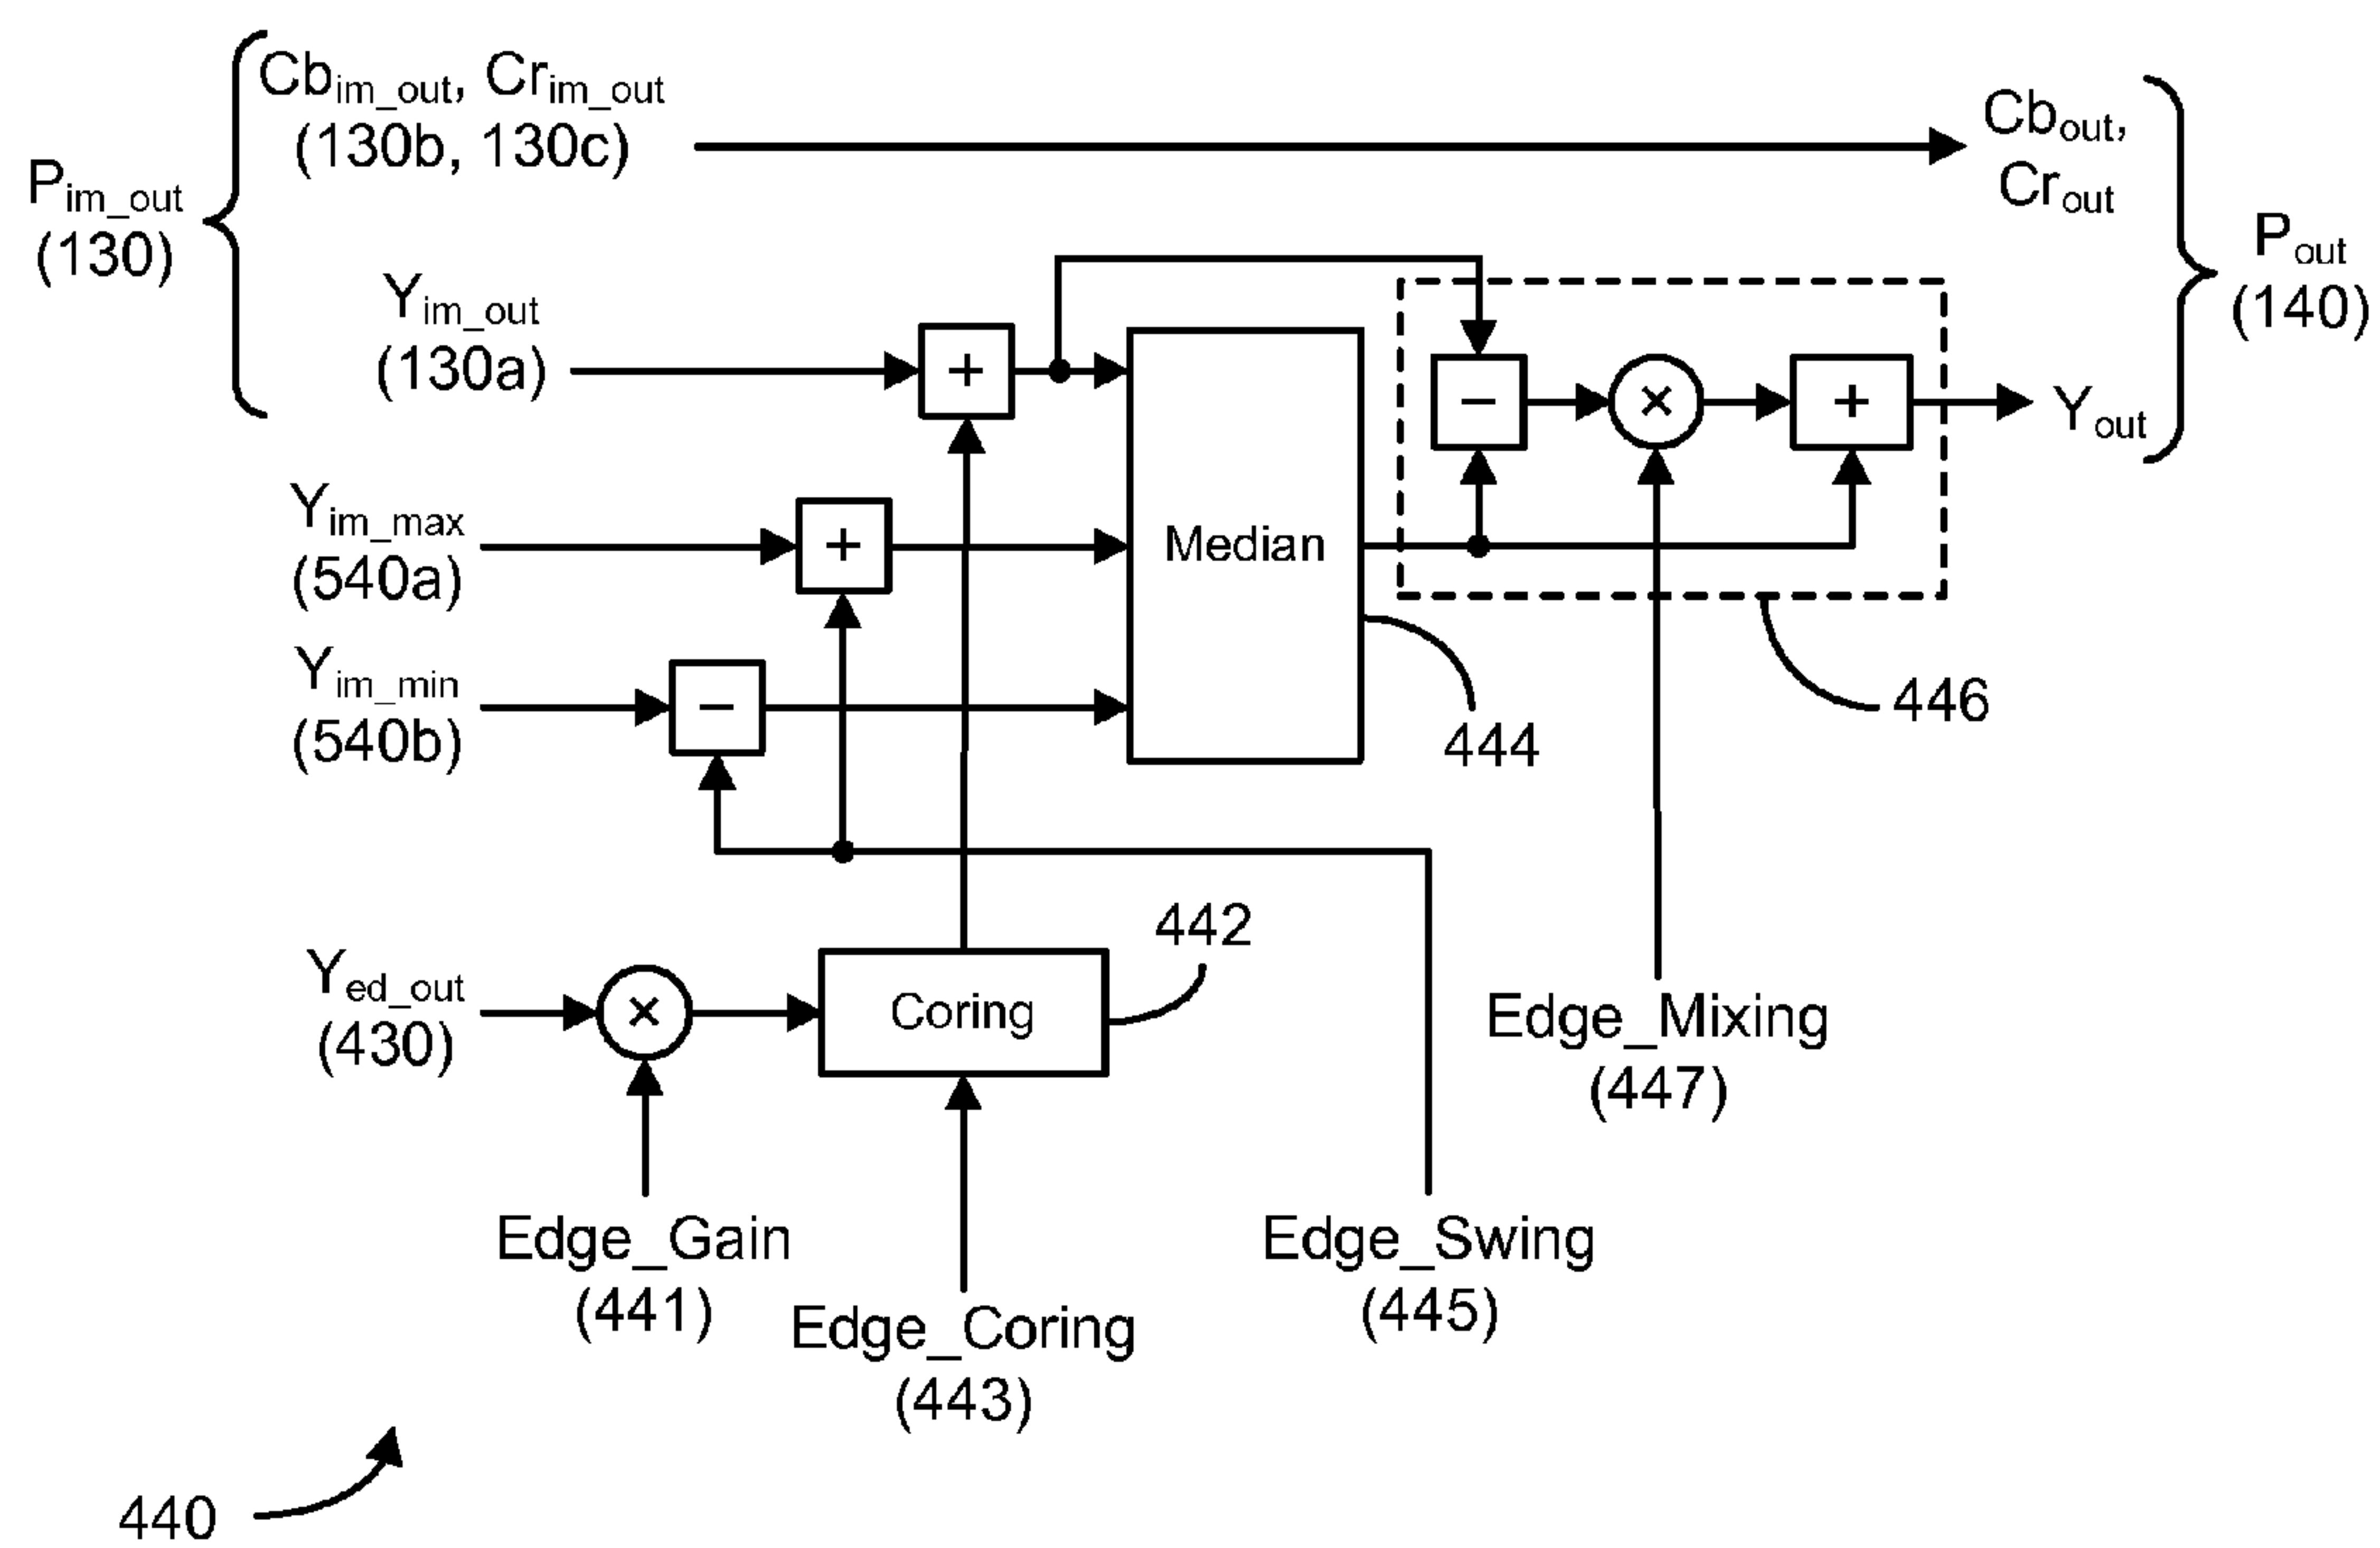 Cbim_out, Crim_out
(130b, 130c)
Pim_out
(130)
Yim_out
(130a)
Cbout,
Crout
Pout
(140)
Yout
+
−
×
+
Yim_max
(540a)
+
Median
Yim_min
(540b)
−
444
446
Yed_out
(430)
×
Coring
442
Edge_Mixing
(447)
Edge_Gain
(441)
Edge_Coring
(443)
Edge_Swing
(445)
440